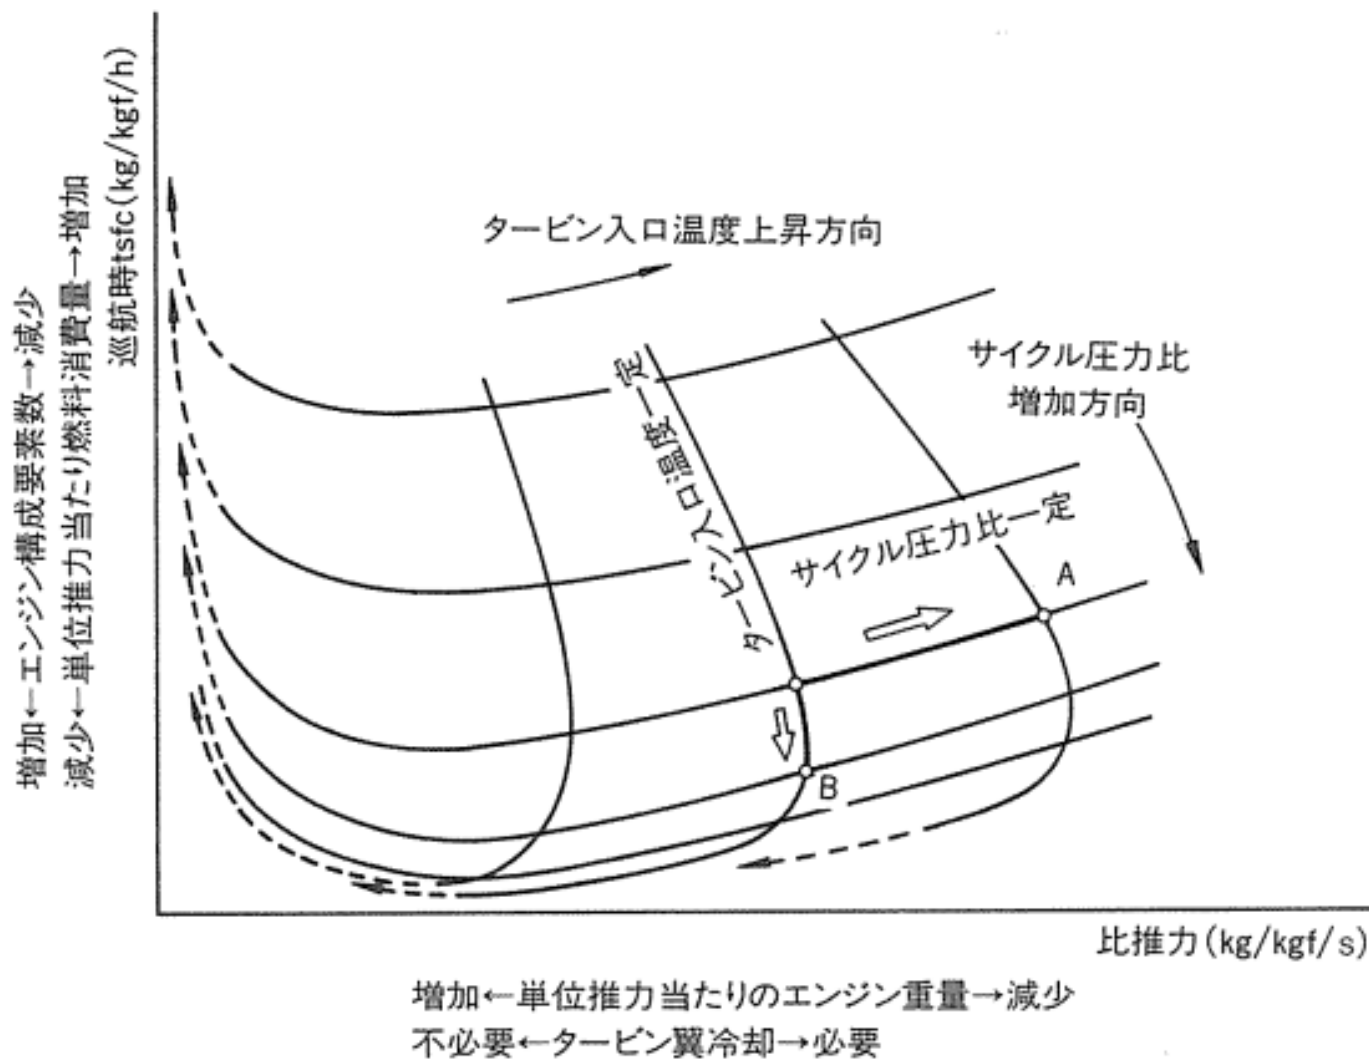 増加←エンジン構成要素数→減少
減少←単位推力当たり燃料消費量→増加
巡航時tsfc(kg/kgf/h)
タービン入口温度上昇方向
サイクル圧力比
増加方向
タービン入口温度一定
サイクル圧力比一定
A
B
比推力(kg/kgf/s)
増加←単位推力当たりのエンジン重量→減少
不必要←タービン翼冷却→必要